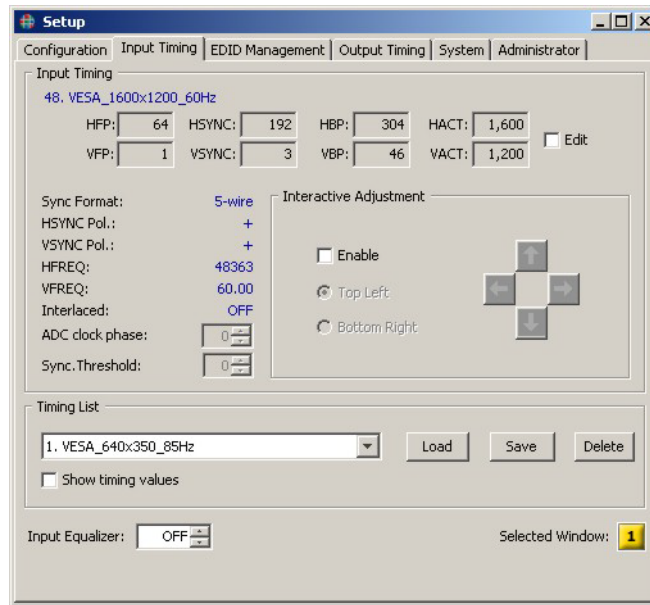 Setup
Configuration Input Timing EDID Management Output Timing System Administrator
Input Timing
48. VESA_1600x1200_60Hz
HFP: 64 HSYNC: 192 HBP: 304 HACT: 1,600
Edit
VFP: 1 VSYNC: 3 VBP: 46 VACT: 1,200
Sync Format: 5-wire
HSYNC Pol.: +
VSYNC Pol.: +
HFREQ: 48363
VFREQ: 60.00
Interlaced: OFF
ADC clock phase: 0
Sync.Threshold: 0
Interactive Adjustment
Enable
Top Left
Bottom Right
Timing List
1. VESA_640x350_85Hz Load Save Delete
Show timing values
Input Equalizer: OFF Selected Window: 1